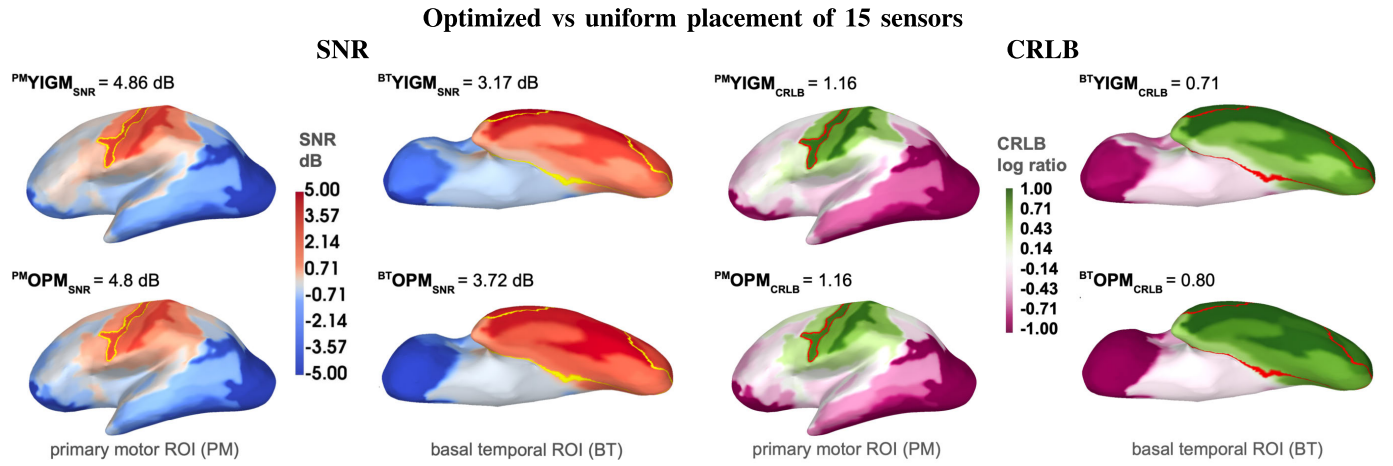 Optimized vs uniform placement of 15 sensors
SNR
CRLB
PMYIGMSNR = 4.86 dB
BTYIGMSNR = 3.17 dB
PMYIGMCRLB = 1.16
BTYIGMCRLB = 0.71
SNR
dB
5.00
3.57
2.14
0.71
-0.71
-2.14
-3.57
-5.00
CRLB
log ratio
1.00
0.71
0.43
0.14
-0.14
-0.43
-0.71
-1.00
PMOPMSNR = 4.8 dB
BTOPMSNR = 3.72 dB
PMOPMCRLB = 1.16
BTOPMCRLB = 0.80
primary motor ROI (PM)
basal temporal ROI (BT)
primary motor ROI (PM)
basal temporal ROI (BT)